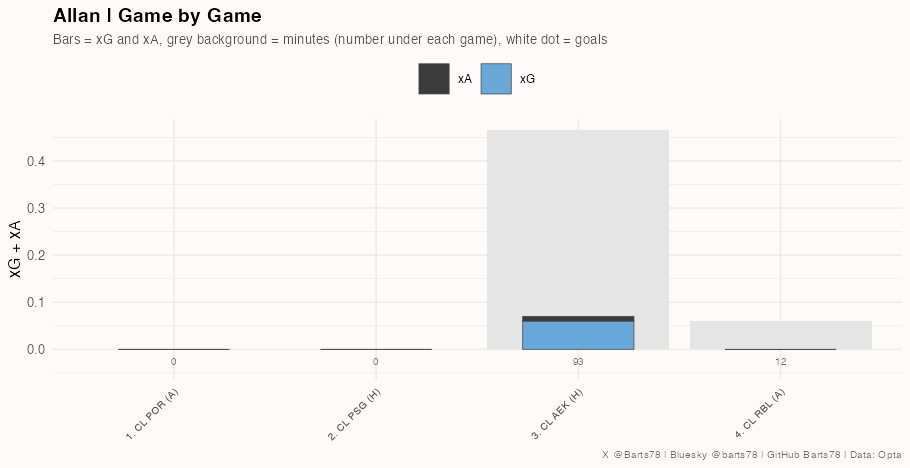 Allan | Game by Game
Bars = xG and xA, grey background = minutes (number under each game), white dot = goals
xA xG
xG + xA
0.4
0.3
0.2
0.1
0.0
0 0 93 12
1. CL POR (A) 2. CL PSG (H) 3. CL AEK (H) 4. CL RBL (A)
X @Barts78 | Bluesky @barts78 | GitHub Barts78 | Data: Opta